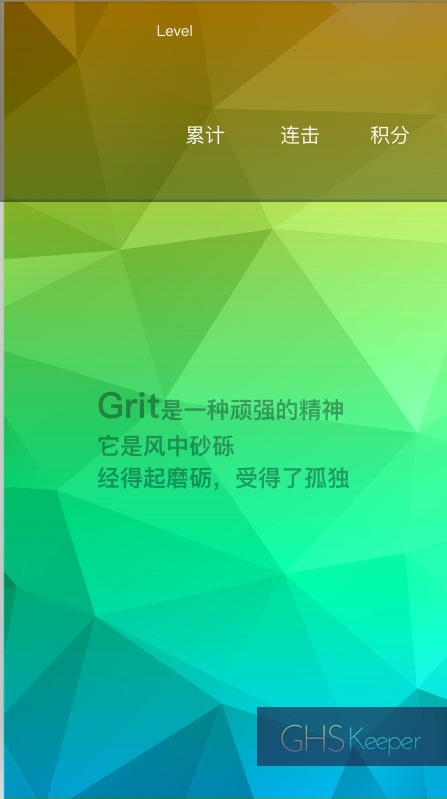 Level
累计 连击 积分
Grit是一种顽强的精神
它是风中砂砾
经得起磨砺，受得了孤独
GHS Keeper